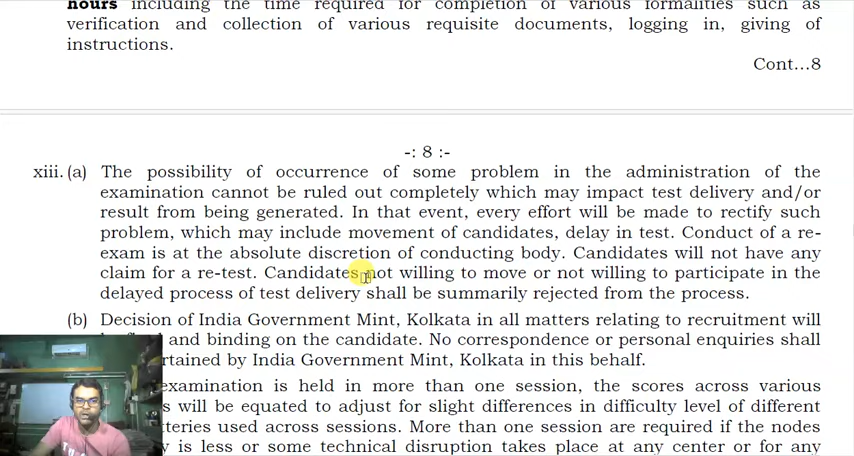 hours including the time required for completion of various formalities such as
verification and collection of various requisite documents, logging in, giving of
instructions.
Cont...8
-: 8 :-
xiii. (a) The possibility of occurrence of some problem in the administration of the
examination cannot be ruled out completely which may impact test delivery and/or
result from being generated. In that event, every effort will be made to rectify such
problem, which may include movement of candidates, delay in test. Conduct of a re-
exam is at the absolute discretion of conducting body. Candidates will not have any
claim for a re-test. Candidates not willing to move or not willing to participate in the
delayed process of test delivery shall be summarily rejected from the process.
(b) Decision of India Government Mint, Kolkata in all matters relating to recruitment will
and binding on the candidate. No correspondence or personal enquiries shall
rtained by India Government Mint, Kolkata in this behalf.
examination is held in more than one session, the scores across various
s will be equated to adjust for slight differences in difficulty level of different
tteries used across sessions. More than one session are required if the nodes
y is less or some technical disruption takes place at any center or for any